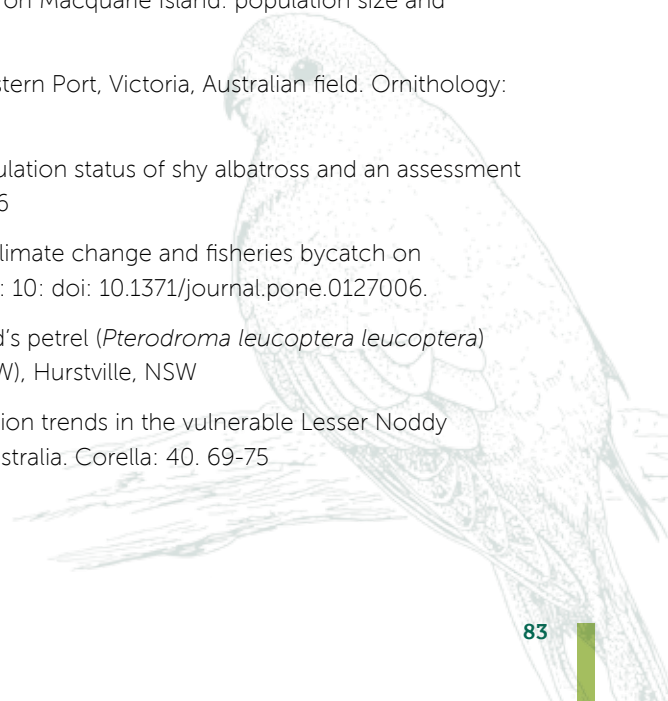 on Macquarie Island: population size and
stern Port, Victoria, Australian field. Ornithology:
ulation status of shy albatross and an assessment
6
limate change and fisheries bycatch on
: 10: doi: 10.1371/journal.pone.0127006.
d's petrel (Pterodroma leucoptera leucoptera)
W), Hurstville, NSW
ion trends in the vulnerable Lesser Noddy
stralia. Corella: 40. 69-75
83